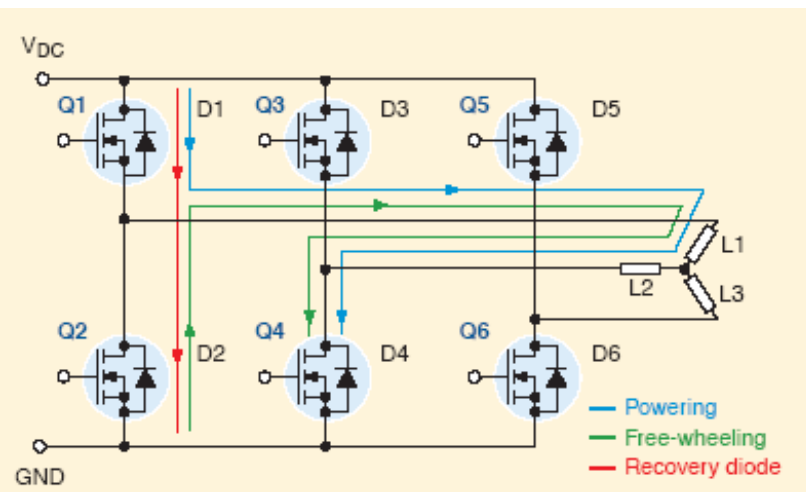 VDC
Q1
D1
Q3
D3
Q5
D5
L1
L2
L3
Q2
D2
Q4
D4
Q6
D6
Powering
Free-wheeling
Recovery diode
GND